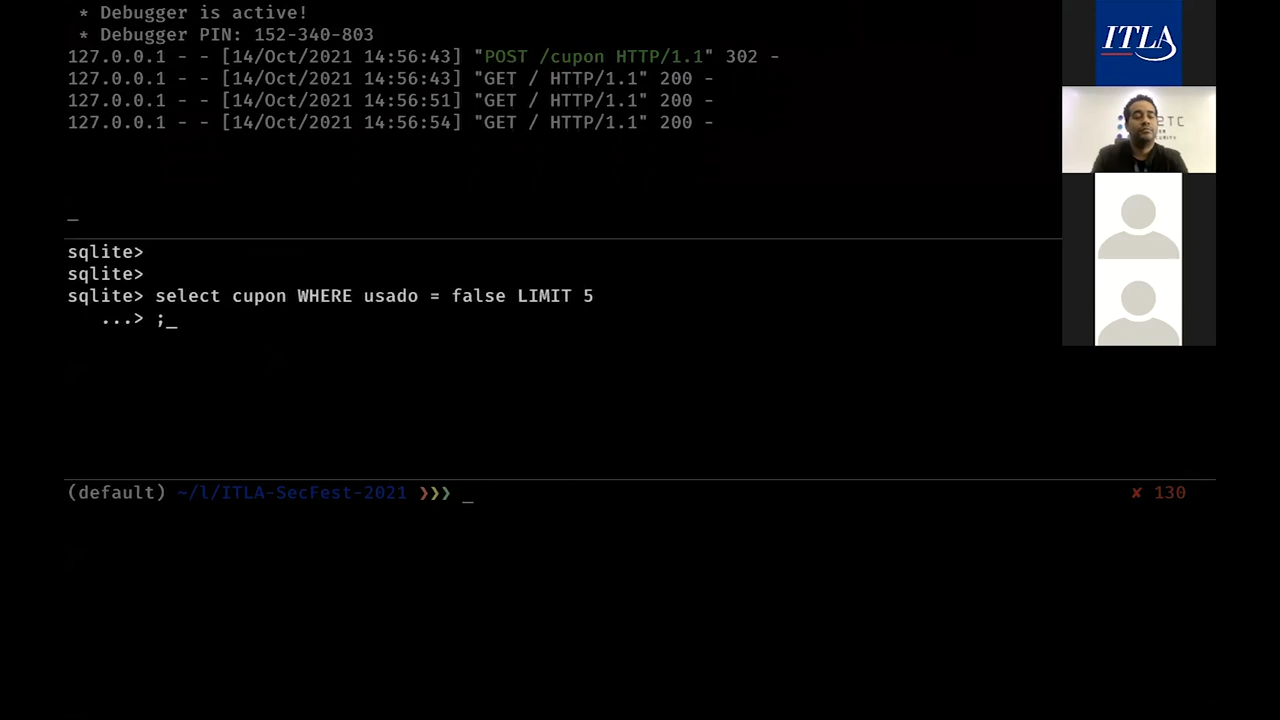 * Debugger is active!
* Debugger PIN: 152-340-803
127.0.0.1 - - [14/Oct/2021 14:56:43] "POST /cupon HTTP/1.1" 302 -
127.0.0.1 - - [14/Oct/2021 14:56:43] "GET / HTTP/1.1" 200 -
127.0.0.1 - - [14/Oct/2021 14:56:51] "GET / HTTP/1.1" 200 -
127.0.0.1 - - [14/Oct/2021 14:56:54] "GET / HTTP/1.1" 200 -
_
sqlite>
sqlite>
sqlite> select cupon WHERE usado = false LIMIT 5
...> ;_
(default) ~/l/ITLA-SecFest-2021 ❯❯❯ _
✘ 130
ITLA